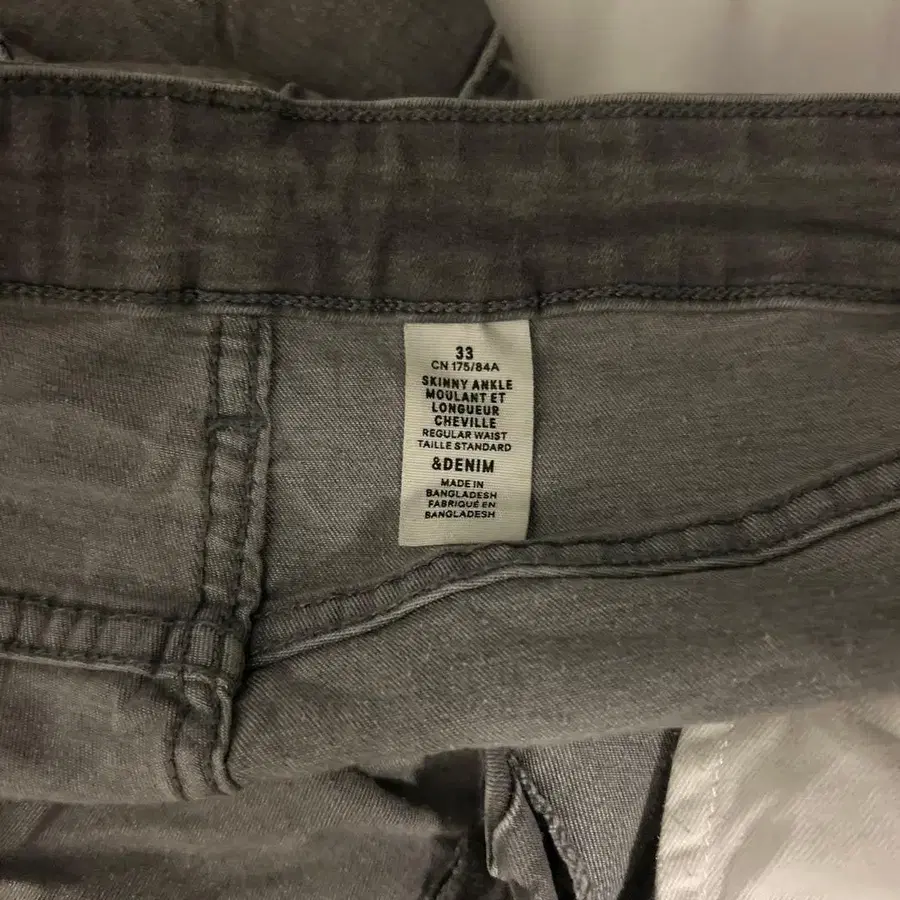 33
CN 175/84A
SKINNY ANKLE
MOULANT ET
LONGUEUR
CHEVILLE
REGULAR WAIST
TAILLE STANDARD
&DENIM
MADE IN
BANGLADESH
FABRIQUÉ EN
BANGLADESH